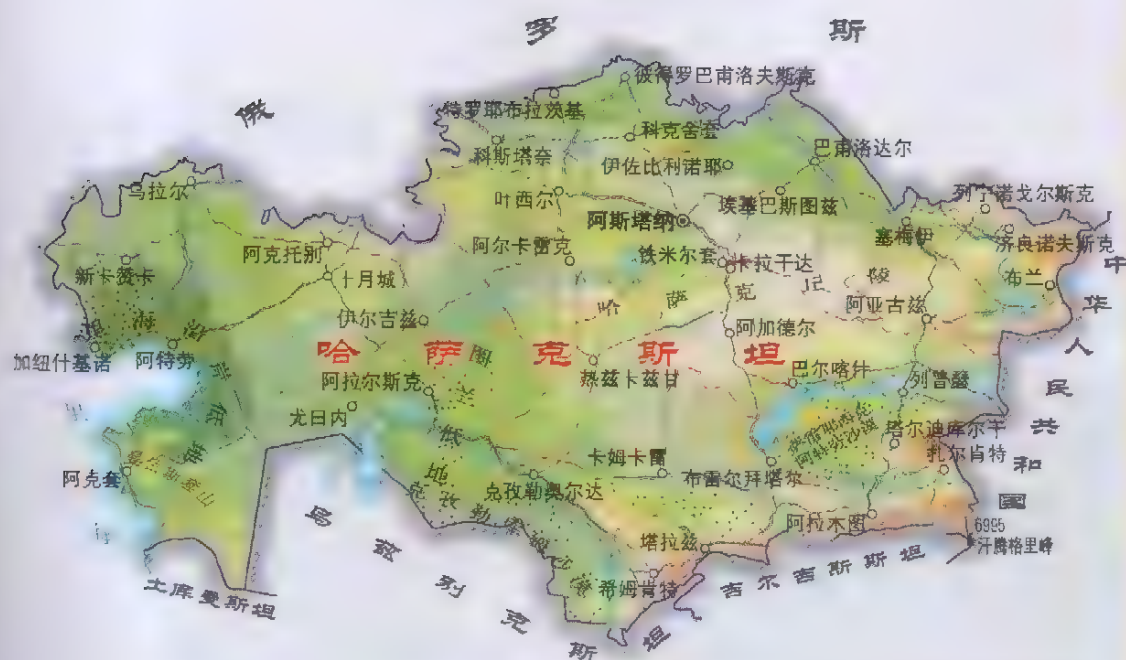 俄罗斯
彼得罗巴甫洛夫斯克
特罗耶布拉茨基
科克舍套
科斯塔奈
伊佐比利诺耶
巴甫洛达尔
乌拉尔
叶西尔
阿斯塔纳
埃基巴斯图兹
列宁诺戈尔斯克
塞梅伊
济良诺夫斯克
阿克托别
阿尔卡雷克
铁米尔套
卡拉干达
新卡赞卡
十月城
布兰
哈萨克丘陵
阿亚古兹
伊尔吉兹
阿加德尔
加纽什基诺
阿特劳
哈萨克斯坦
热兹卡兹甘
巴尔喀什
列普瑟
阿拉尔斯克
尤日内
图兰低地
塔尔迪库尔干
扎尔肯特
卡姆卡雷
布雷尔拜塔尔
阿克套
克孜勒奥尔达
阿拉木图
6995
汗腾格里峰
塔拉兹
希姆肯特
中华人民共和国
吉尔吉斯斯坦
乌兹别克斯坦
土库曼斯坦